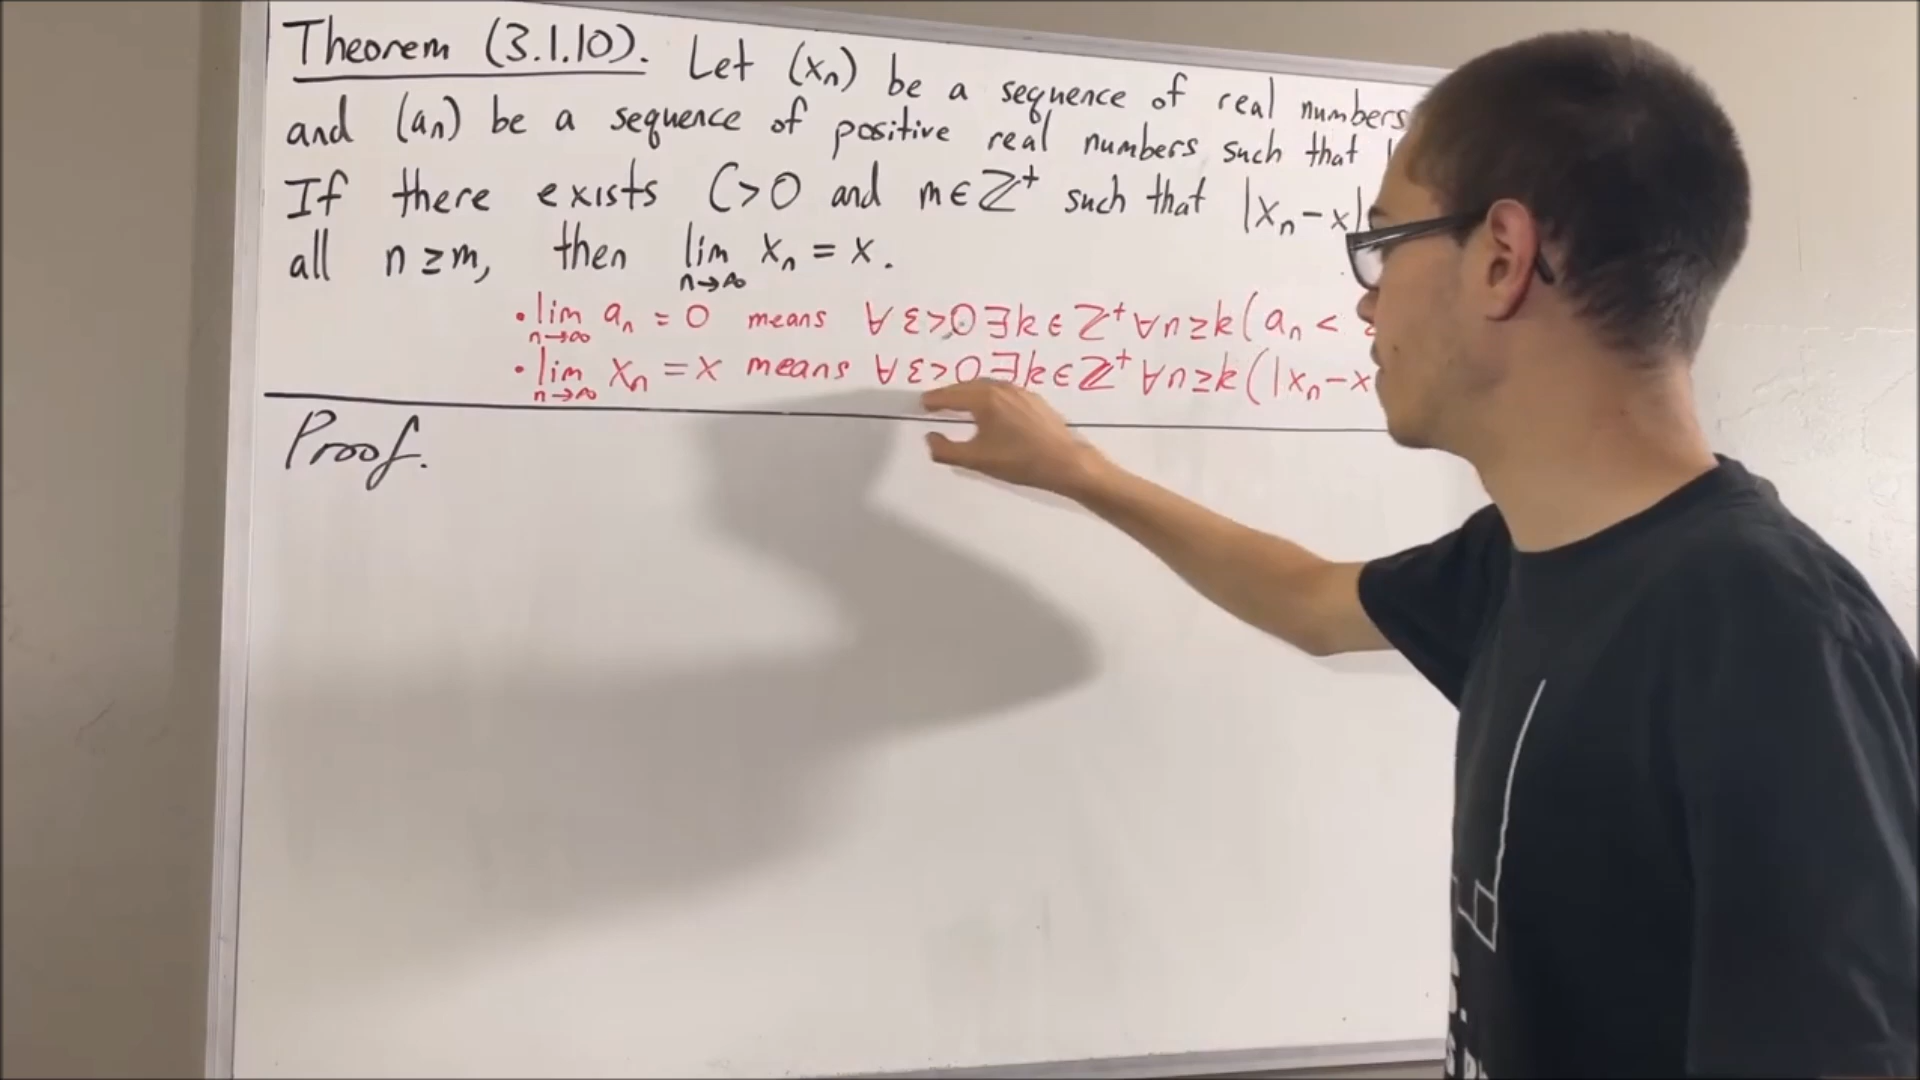 Theorem (3.1.10). Let (xₙ) be a sequence of real numbers
and (aₙ) be a sequence of positive real numbers such that
If there exists C>0 and m∈ℤ⁺ such that |xₙ-x|
all n≥m, then lim xₙ = x.
n→∞
• lim aₙ = 0 means ∀ε>0∃k∈ℤ⁺∀n≥k(aₙ <
n→∞
• lim xₙ = x means ∀ε>0∃k∈ℤ⁺∀n≥k(|xₙ-x
n→∞
Proof.